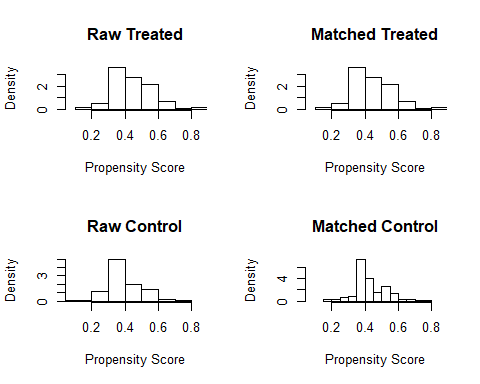 Raw Treated
Density
0 2
0.2 0.4 0.6 0.8
Propensity Score
Matched Treated
Density
0 2
0.2 0.4 0.6 0.8
Propensity Score
Raw Control
Density
0 3
0.2 0.4 0.6 0.8
Propensity Score
Matched Control
Density
0 4
0.2 0.4 0.6 0.8
Propensity Score